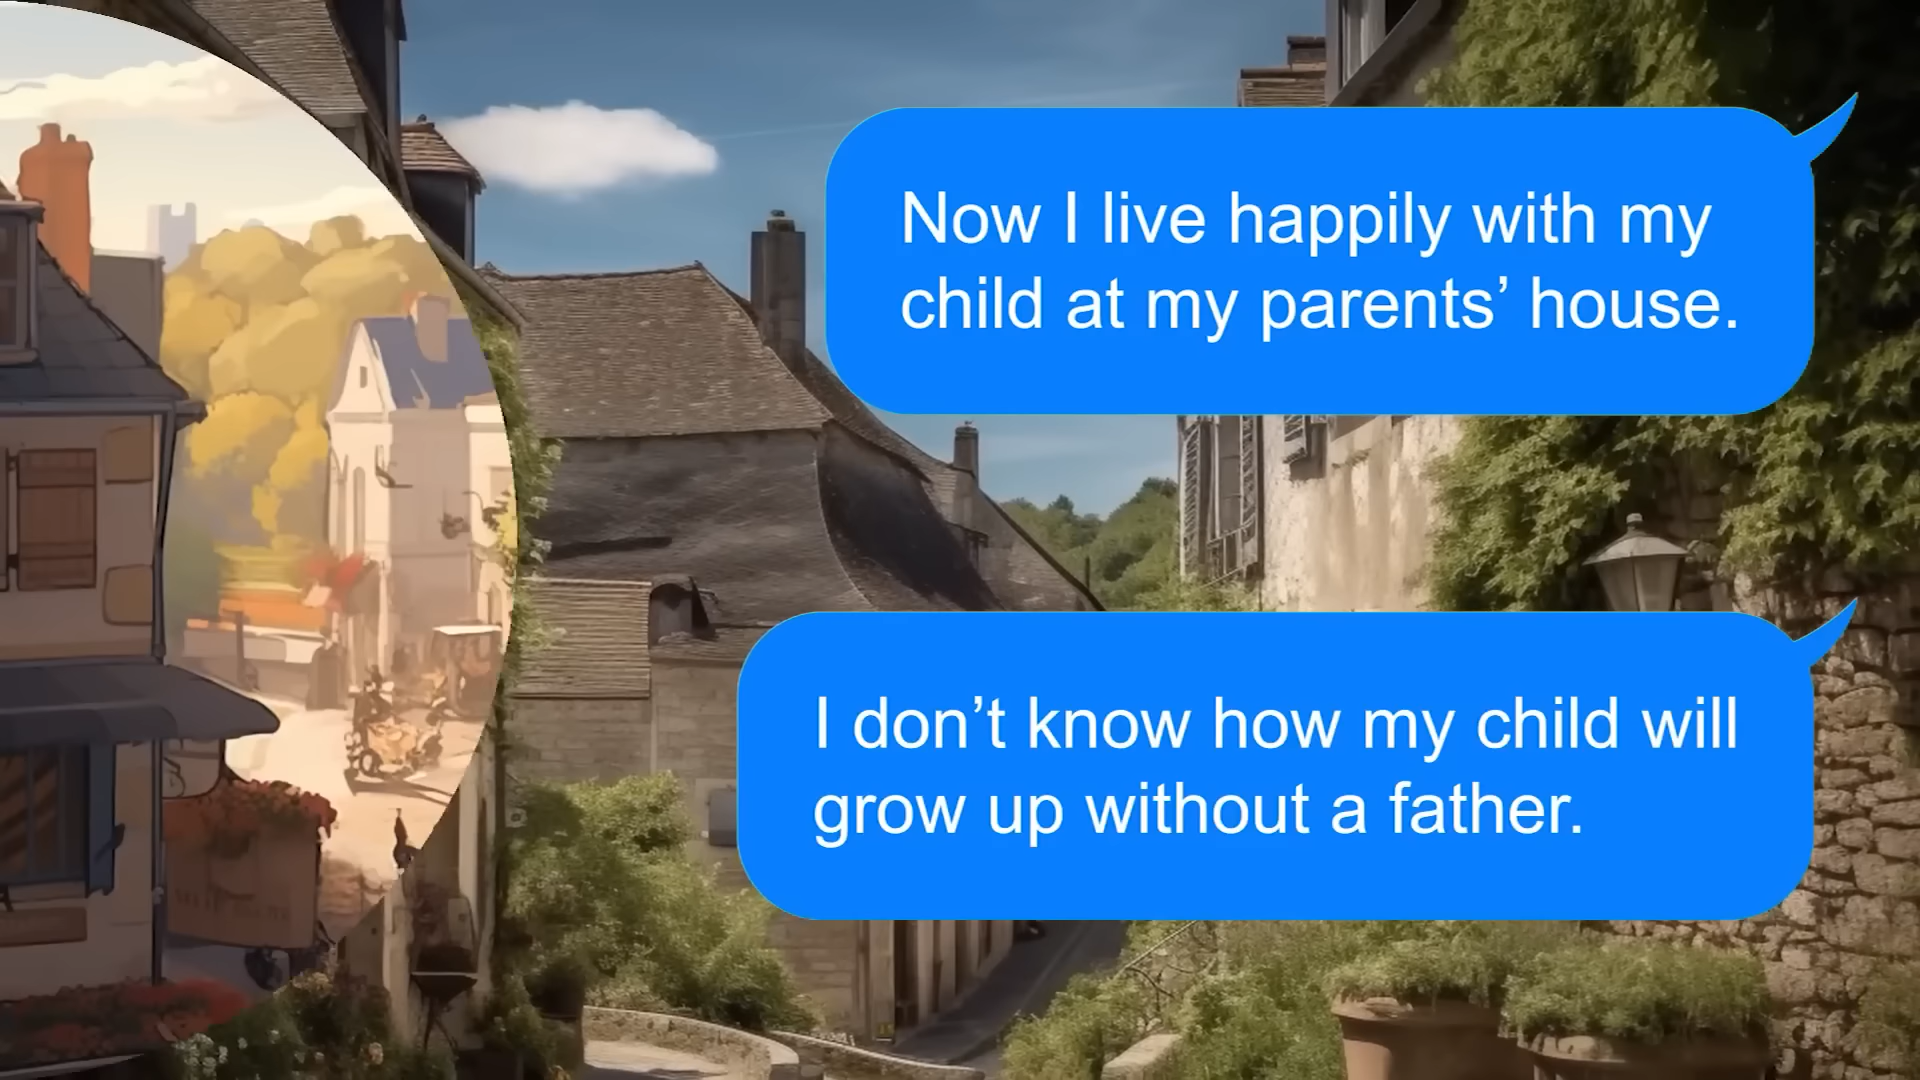 Now I live happily with my
child at my parents’ house.
I don’t know how my child will
grow up without a father.